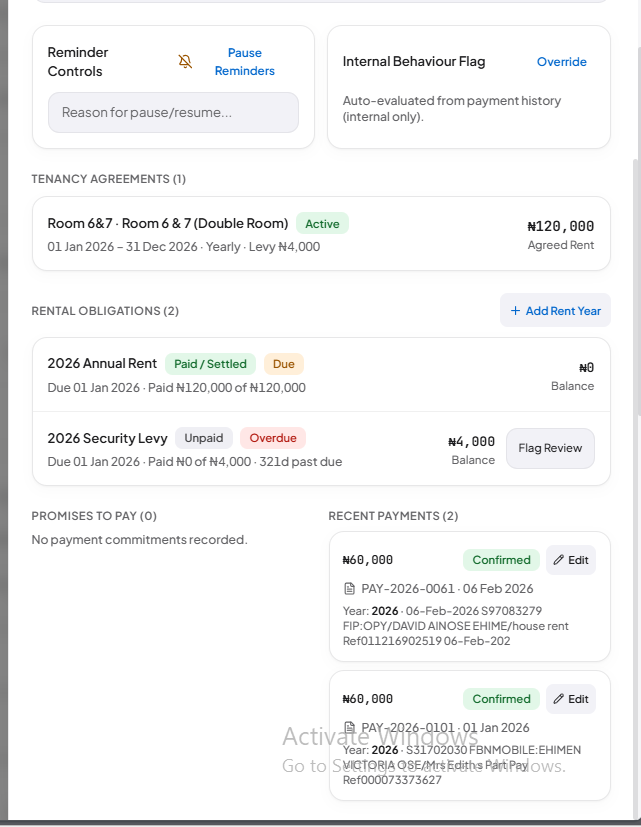 Reminder Controls
Pause Reminders
Reason for pause/resume...
Internal Behaviour Flag
Override
Auto-evaluated from payment history
(internal only).
TENANCY AGREEMENTS (1)
Room 6&7 · Room 6 & 7 (Double Room) Active
01 Jan 2026 – 31 Dec 2026 · Yearly · Levy ₦4,000
₦120,000
Agreed Rent
RENTAL OBLIGATIONS (2)
+ Add Rent Year
2026 Annual Rent Paid / Settled Due
Due 01 Jan 2026 · Paid ₦120,000 of ₦120,000
₦0
Balance
2026 Security Levy Unpaid Overdue
Due 01 Jan 2026 · Paid ₦0 of ₦4,000 · 321d past due
₦4,000
Balance
Flag Review
PROMISES TO PAY (0)
No payment commitments recorded.
RECENT PAYMENTS (2)
₦60,000 Confirmed Edit
PAY-2026-0061 · 06 Feb 2026
Year: 2026 · 06-Feb-2026 S97083279
FIP:OPY/DAVID AINOSE EHIME/house rent
Ref011216902519 06-Feb-202
₦60,000 Confirmed Edit
PAY-2026-0101 · 01 Jan 2026
Year: 2026 · S31702030 FBNMOBILE:EHIMEN
VICTORIA OSE/Mrs Edith s Part Pay
Ref000073373627
Activate Windows
Go to Settings to activate Windows.